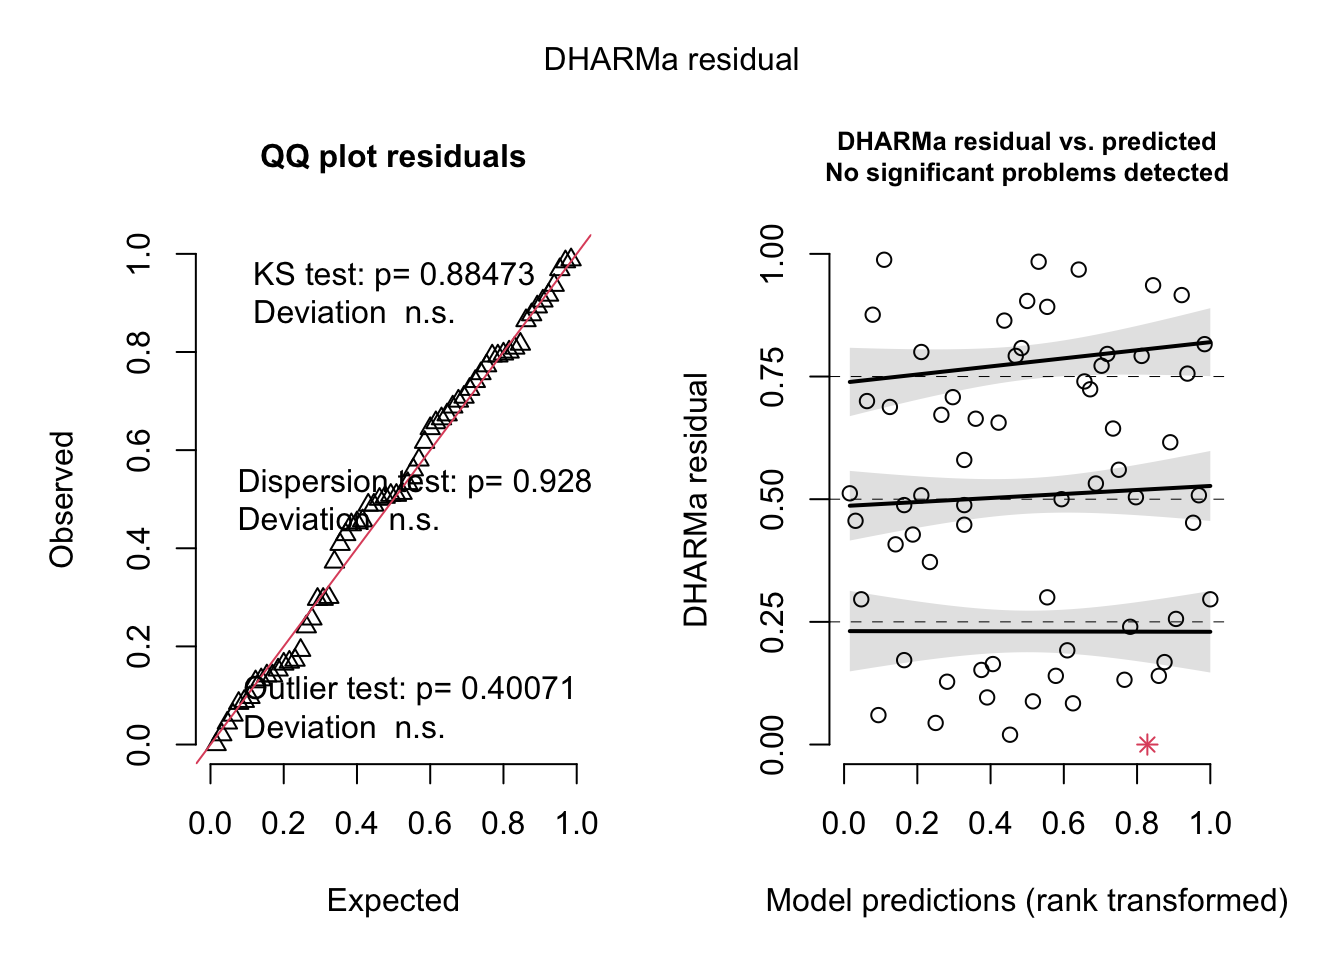 DHARMa residual
QQ plot residuals
KS test: p= 0.88473
Deviation  n.s.
Dispersion test: p= 0.928
Deviation  n.s.
Outlier test: p= 0.40071
Deviation  n.s.
Observed
0.0 0.2 0.4 0.6 0.8 1.0
0.0 0.2 0.4 0.6 0.8 1.0
Expected
DHARMa residual vs. predicted
No significant problems detected
DHARMa residual
0.00 0.25 0.50 0.75 1.00
0.0 0.2 0.4 0.6 0.8 1.0
Model predictions (rank transformed)